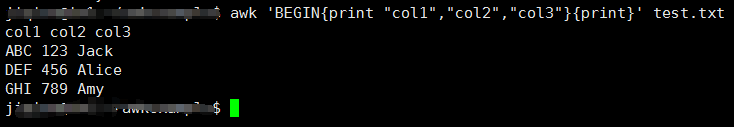 $ awk 'BEGIN{print "col1","col2","col3"}{print}' test.txt
col1 col2 col3
ABC 123 Jack
DEF 456 Alice
GHI 789 Amy
$